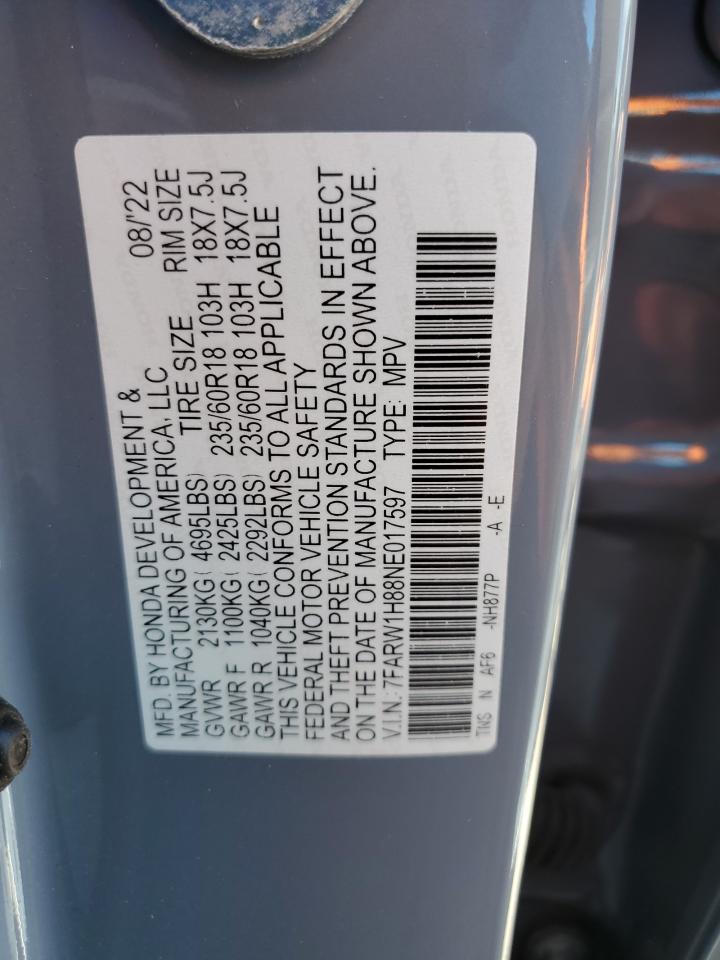 MFD. BY HONDA DEVELOPMENT & 08/'22
MANUFACTURING OF AMERICA, LLC
TIRE SIZE RIM SIZE
GVWR 2130KG( 4695LBS)
GAWR F 1100KG( 2425LBS) 235/60R18 103H 18X7.5J
GAWR R 1040KG( 2292LBS) 235/60R18 103H 18X7.5J
THIS VEHICLE CONFORMS TO ALL APPLICABLE
FEDERAL MOTOR VEHICLE SAFETY
AND THEFT PREVENTION STANDARDS IN EFFECT
ON THE DATE OF MANUFACTURE SHOWN ABOVE.
V.I.N.: 7FARW1H88NE017597 TYPE: MPV
TNS N AF6 -NH877P -A -E